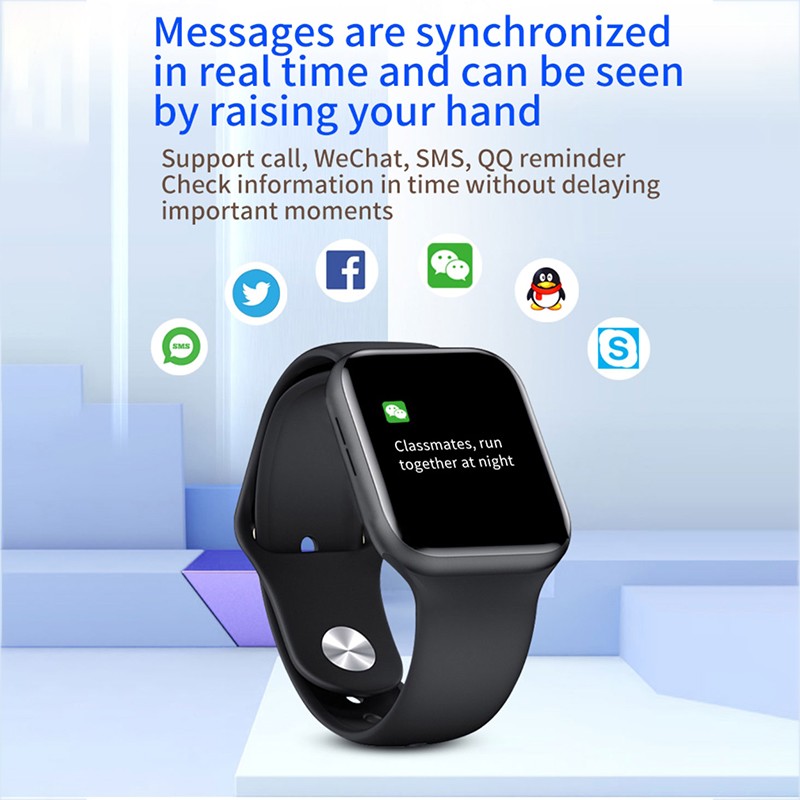 Messages are synchronized
in real time and can be seen
by raising your hand
Support call, WeChat, SMS, QQ reminder
Check information in time without delaying
important moments
SMS
Classmates, run
together at night